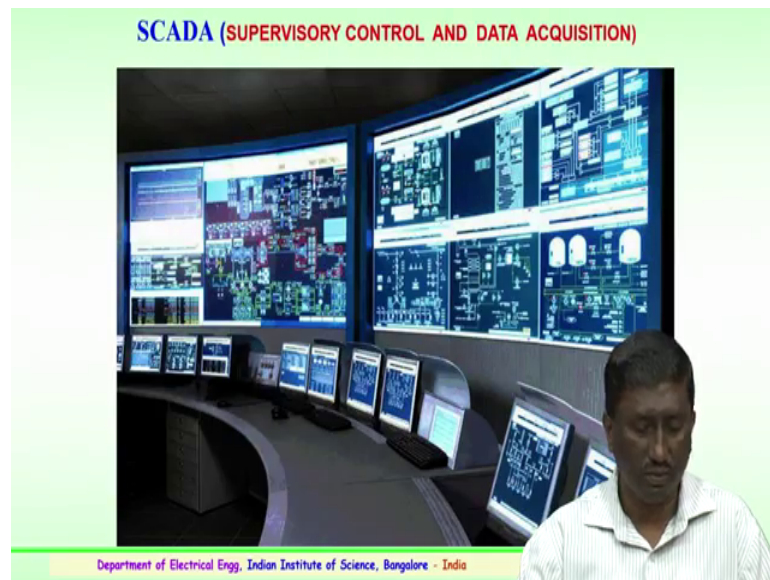 SCADA (SUPERVISORY CONTROL AND DATA ACQUISITION)
Department of Electrical Engg, Indian Institute of Science, Bangalore - India